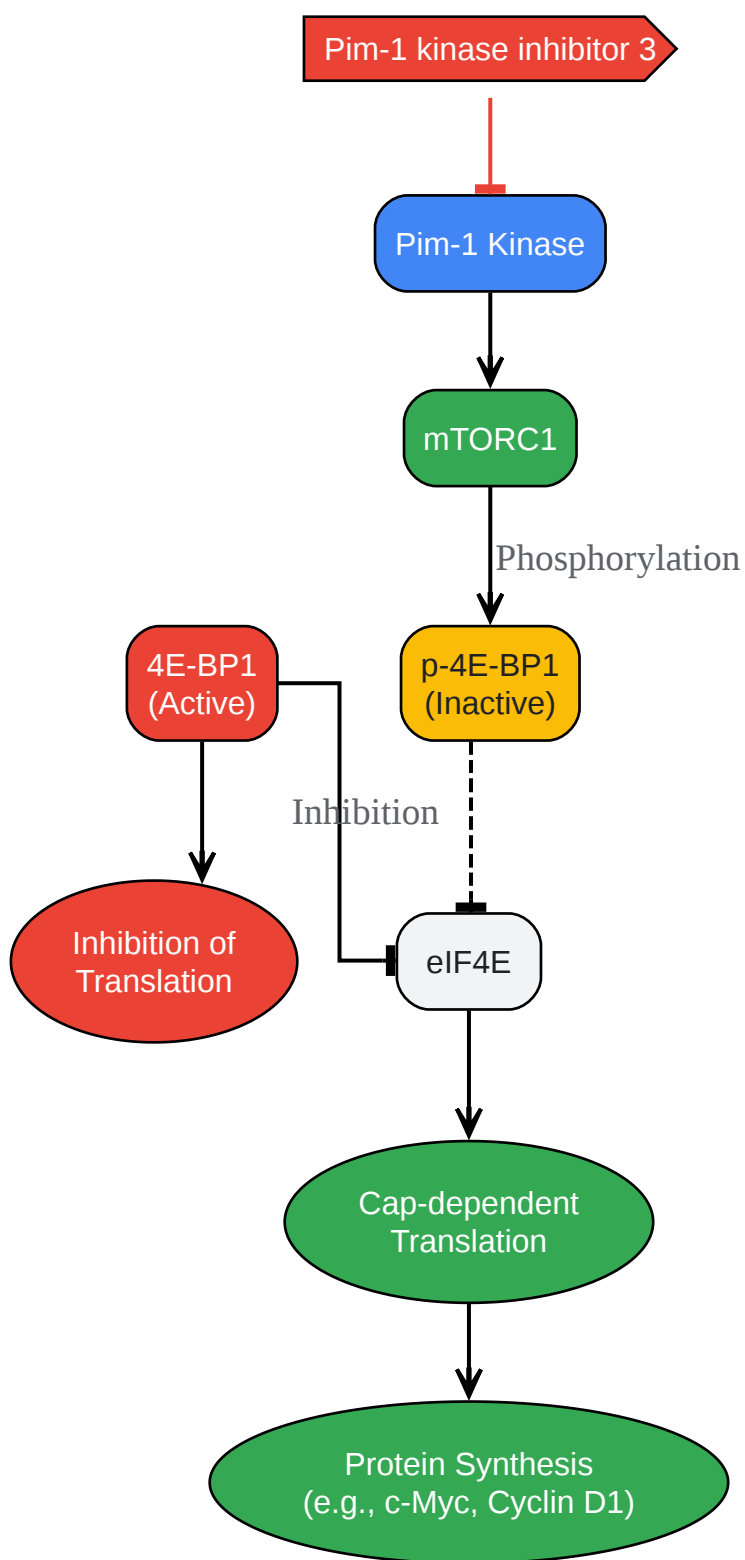 Pim-1 kinase inhibitor 3
Pim-1 Kinase
mTORC1
Phosphorylation
4E-BP1
(Active)
p-4E-BP1
(Inactive)
Inhibition
Inhibition of
Translation
eIF4E
Cap-dependent
Translation
Protein Synthesis
(e.g., c-Myc, Cyclin D1)